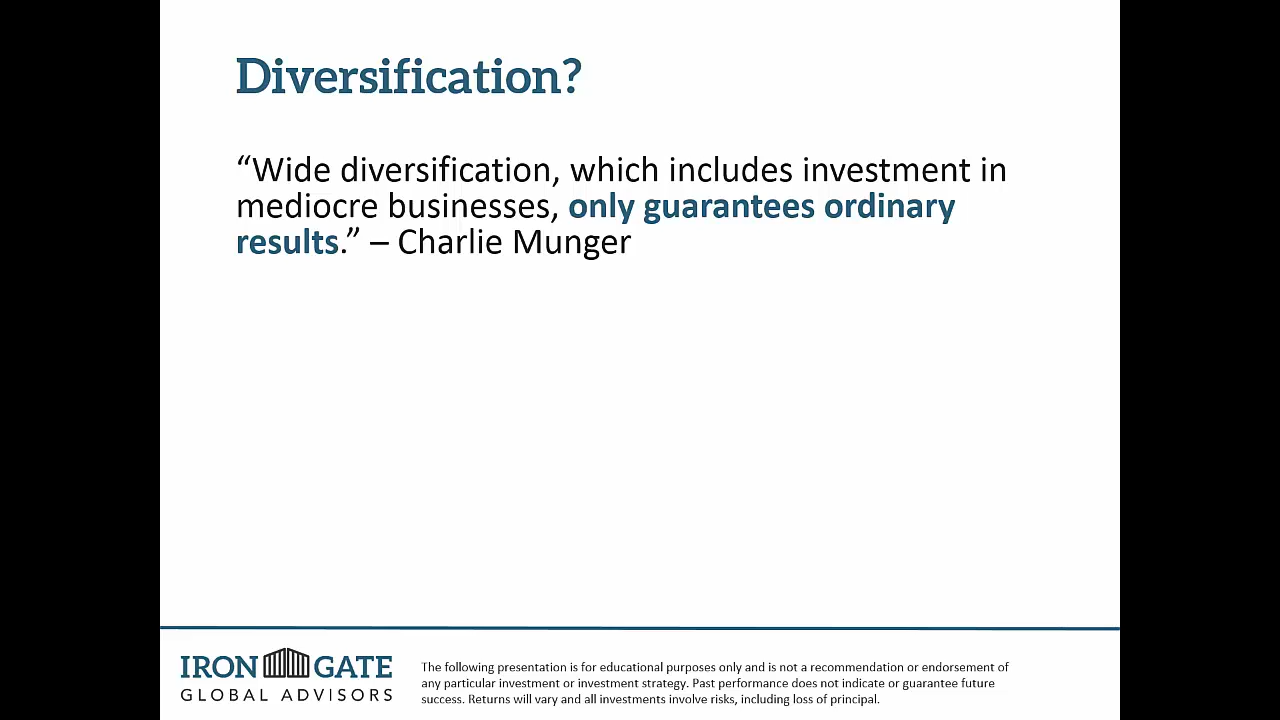 Diversification?
“Wide diversification, which includes investment in
mediocre businesses, only guarantees ordinary
results.” – Charlie Munger
IRON GATE
GLOBAL ADVISORS
The following presentation is for educational purposes only and is not a recommendation or endorsement of
any particular investment or investment strategy. Past performance does not indicate or guarantee future
success. Returns will vary and all investments involve risks, including loss of principal.